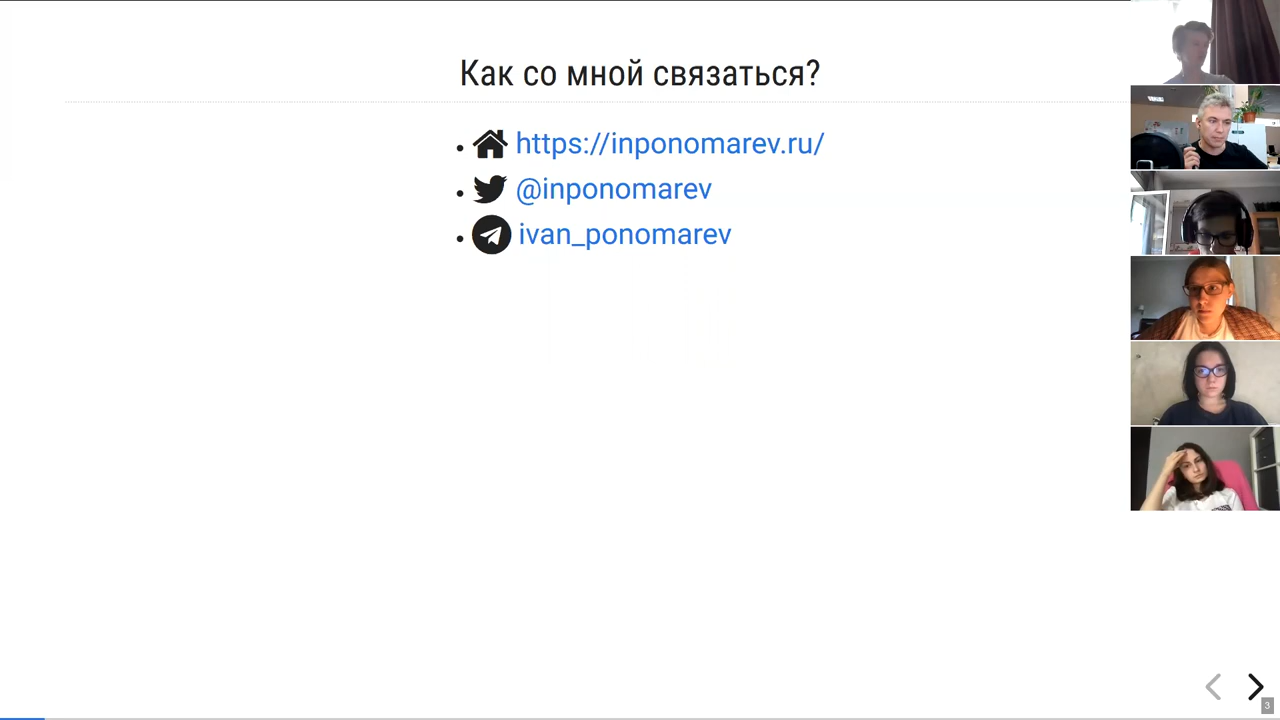 Как со мной связаться?
https://inponomarev.ru/
@inponomarev
ivan_ponomarev
3